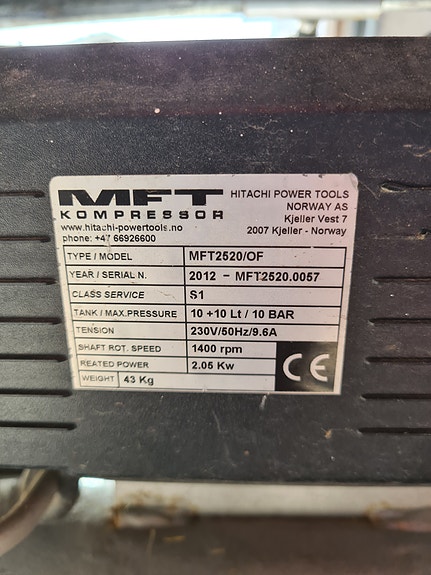 MFT
KOMPRESSOR
www.hitachi-powertools.no
phone: +47 66926600
HITACHI POWER TOOLS
NORWAY AS
Kjeller Vest 7
2007 Kjeller - Norway
TYPE / MODEL MFT2520/OF
YEAR / SERIAL N. 2012 - MFT2520.0057
CLASS SERVICE S1
TANK / MAX.PRESSURE 10 +10 Lt / 10 BAR
TENSION 230V/50Hz/9.6A
SHAFT ROT. SPEED 1400 rpm
REATED POWER 2.05 Kw
WEIGHT 43 Kg
CE